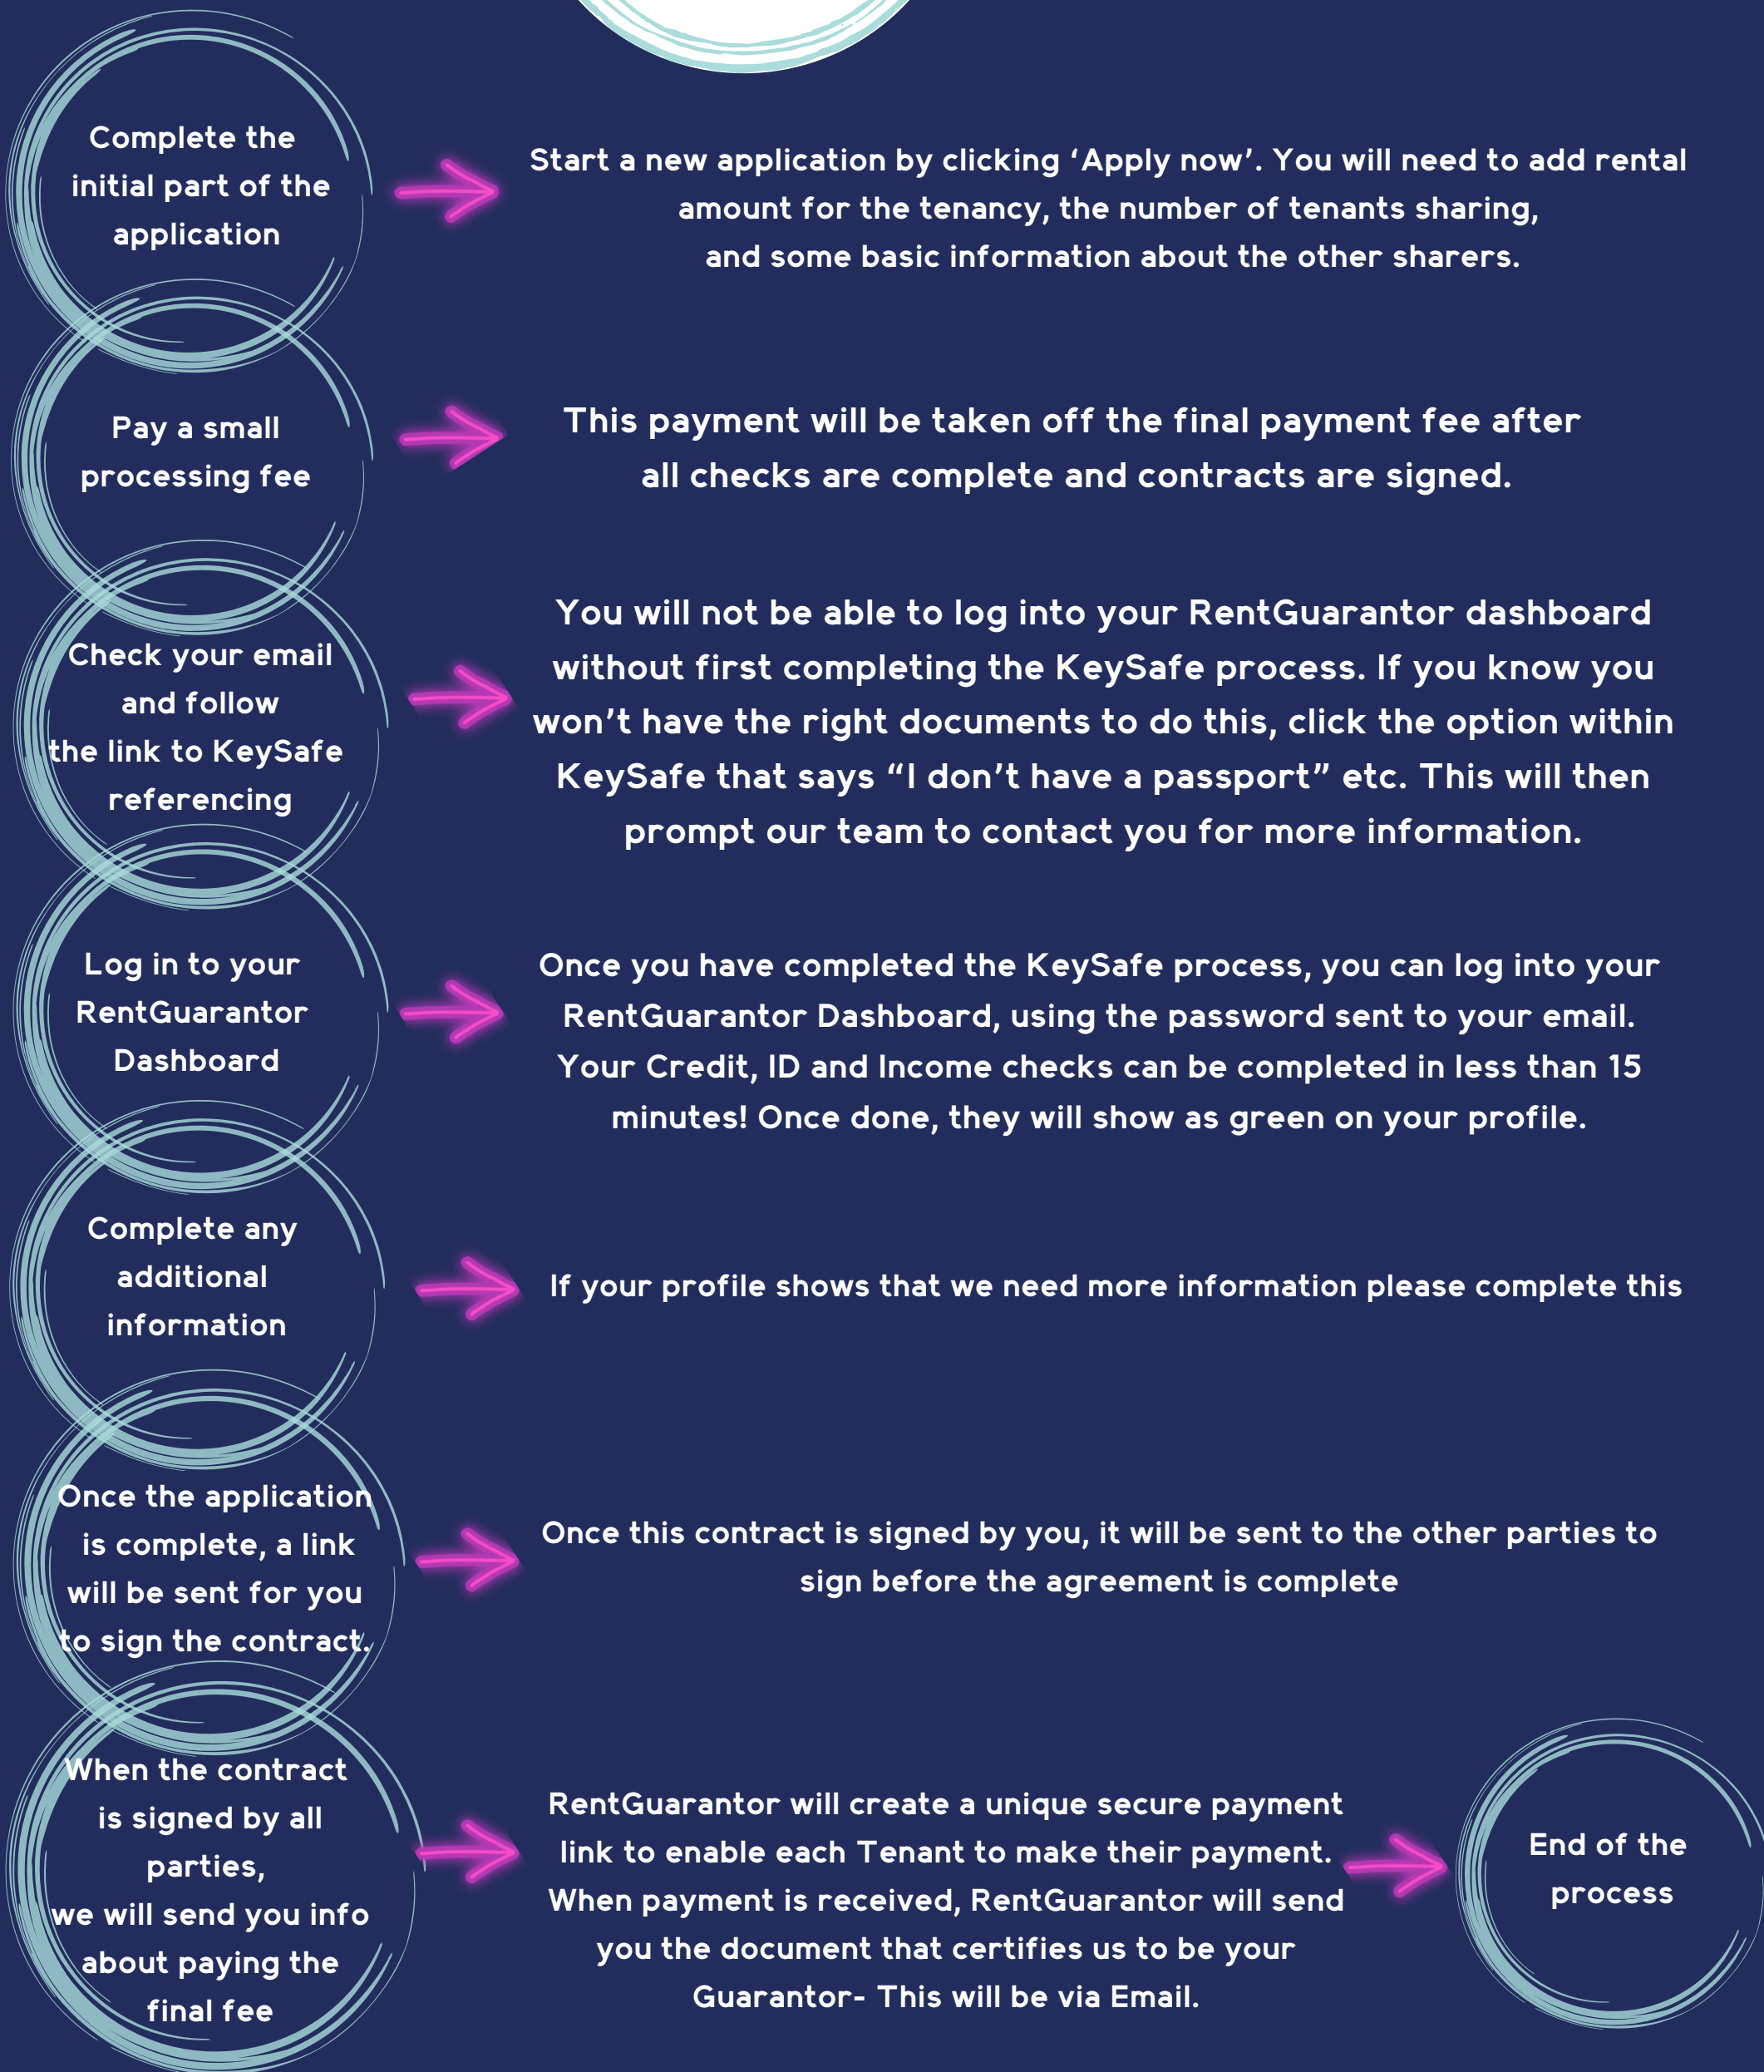 Complete the
initial part of the
application
Start a new application by clicking ‘Apply now’. You will need to add rental
amount for the tenancy, the number of tenants sharing,
and some basic information about the other sharers.
Pay a small
processing fee
This payment will be taken off the final payment fee after
all checks are complete and contracts are signed.
Check your email
and follow
the link to KeySafe
referencing
You will not be able to log into your RentGuarantor dashboard
without first completing the KeySafe process. If you know you
won’t have the right documents to do this, click the option within
KeySafe that says “I don’t have a passport” etc. This will then
prompt our team to contact you for more information.
Log in to your
RentGuarantor
Dashboard
Once you have completed the KeySafe process, you can log into your
RentGuarantor Dashboard, using the password sent to your email.
Your Credit, ID and Income checks can be completed in less than 15
minutes! Once done, they will show as green on your profile.
Complete any
additional
information
If your profile shows that we need more information please complete this
Once the application
is complete, a link
will be sent for you
to sign the contract.
Once this contract is signed by you, it will be sent to the other parties to
sign before the agreement is complete
When the contract
is signed by all
parties,
we will send you info
about paying the
final fee
RentGuarantor will create a unique secure payment
link to enable each Tenant to make their payment.
When payment is received, RentGuarantor will send
you the document that certifies us to be your
Guarantor- This will be via Email.
End of the
process